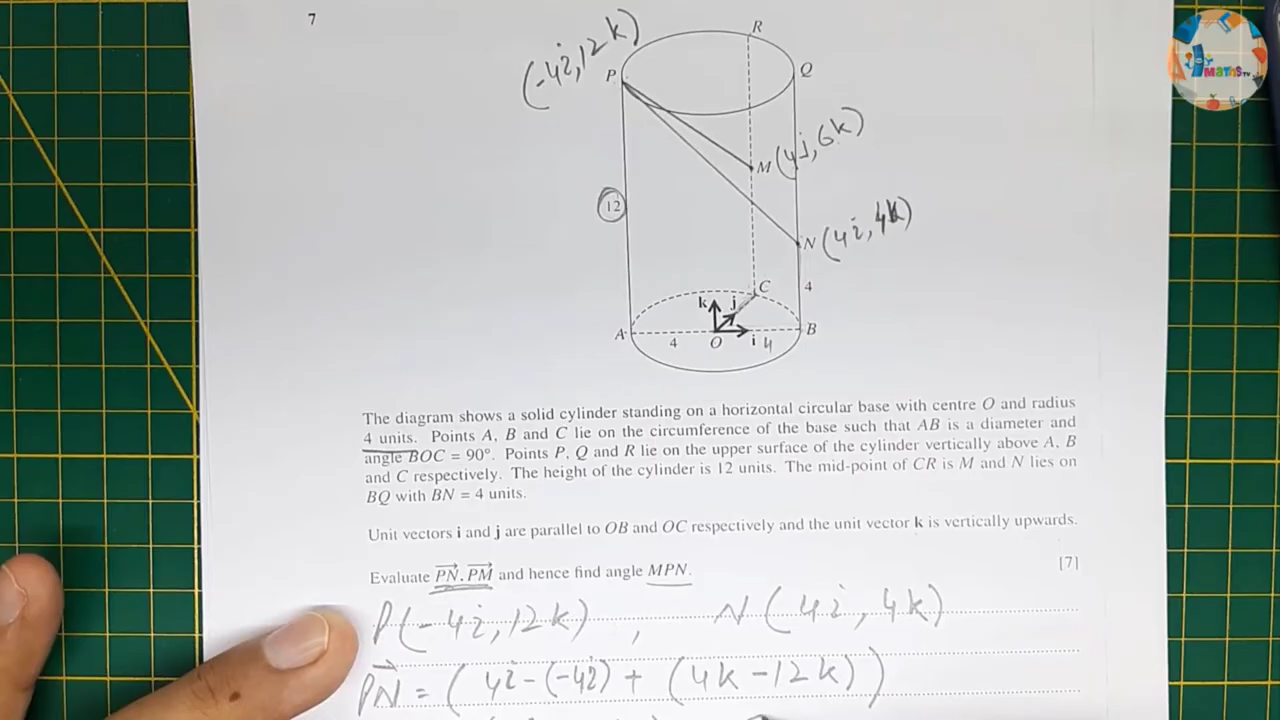 7
R
(-4i, 12k)
P
Q
M (4j, 6k)
12
N (4i, 4k)
C
k
j
4
A
4
O
i
4
B
The diagram shows a solid cylinder standing on a horizontal circular base with centre O and radius
4 units. Points A, B and C lie on the circumference of the base such that AB is a diameter and
angle BOC = 90°. Points P, Q and R lie on the upper surface of the cylinder vertically above A, B
and C respectively. The height of the cylinder is 12 units. The mid-point of CR is M and N lies on
BQ with BN = 4 units.
Unit vectors i and j are parallel to OB and OC respectively and the unit vector k is vertically upwards.
Evaluate PN⃗.PM⃗ and hence find angle MPN. [7]
P(-4i, 12k) , N (4i, 4k)
PN⃗ = (4i-(-4i) + (4k-12k))
MATHS TV